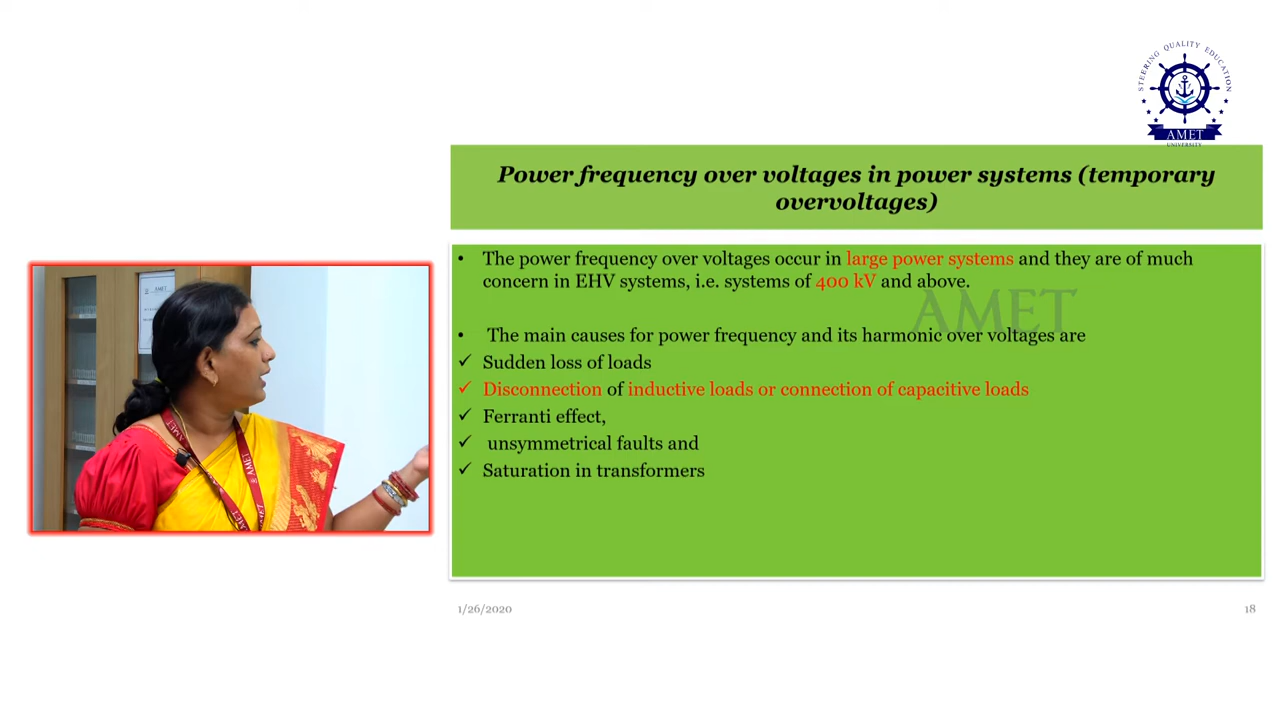 STEERING QUALITY EDUCATION
AMET
UNIVERSITY
Power frequency over voltages in power systems (temporary
overvoltages)
• The power frequency over voltages occur in large power systems and they are of much
concern in EHV systems, i.e. systems of 400 kV and above.
AMET
• The main causes for power frequency and its harmonic over voltages are
✓ Sudden loss of loads
✓ Disconnection of inductive loads or connection of capacitive loads
✓ Ferranti effect,
✓ unsymmetrical faults and
✓ Saturation in transformers
AMET
AMET
AMET
1/26/2020
18